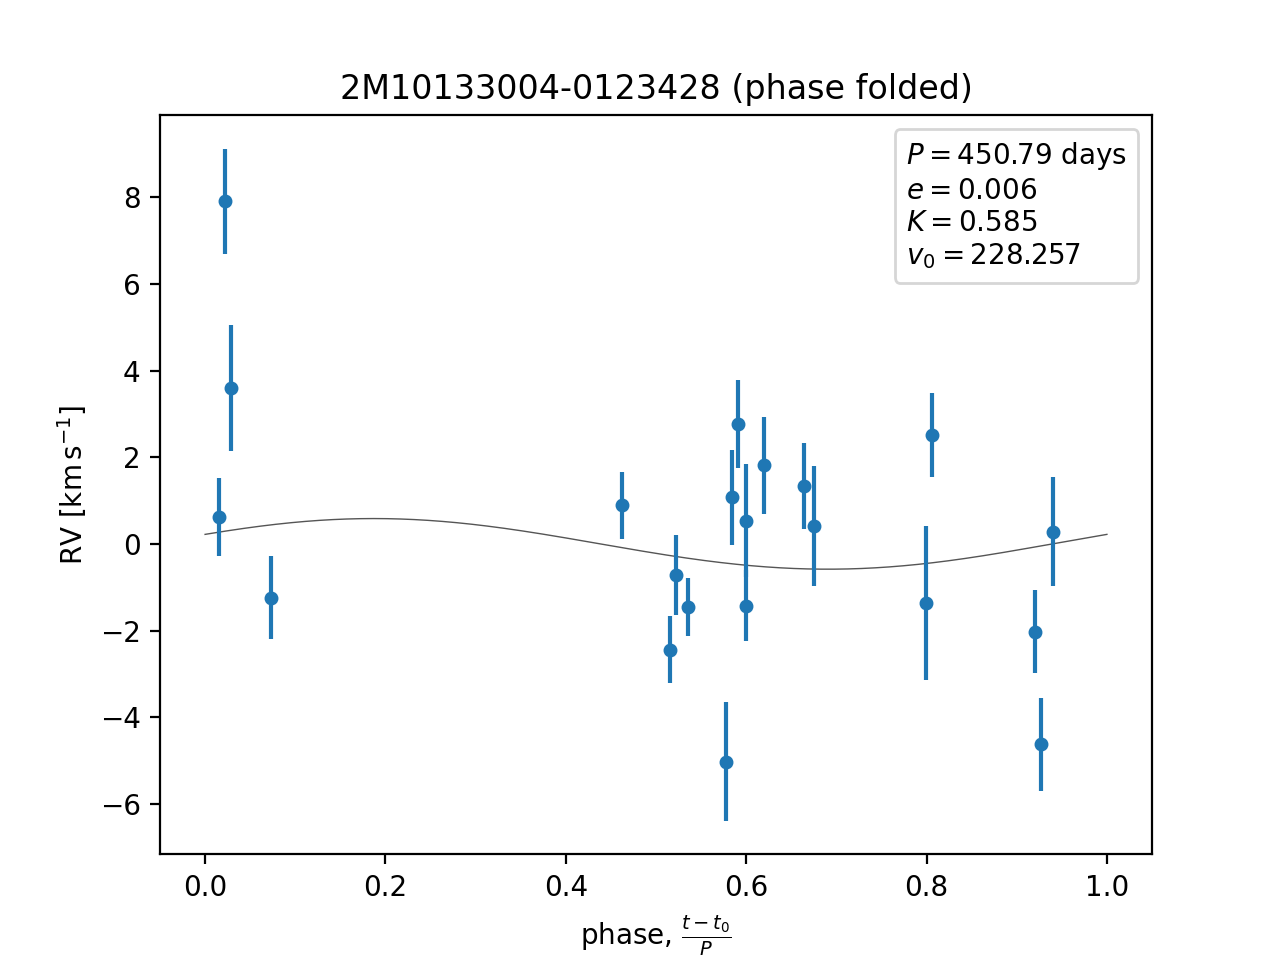 2M10133004-0123428 (phase folded)
P = 450.79 days
e = 0.006
K = 0.585
v₀ = 228.257
RV [km s⁻¹]
8
6
4
2
0
−2
−4
−6
0.0 0.2 0.4 0.6 0.8 1.0
phase, (t − t₀)/P